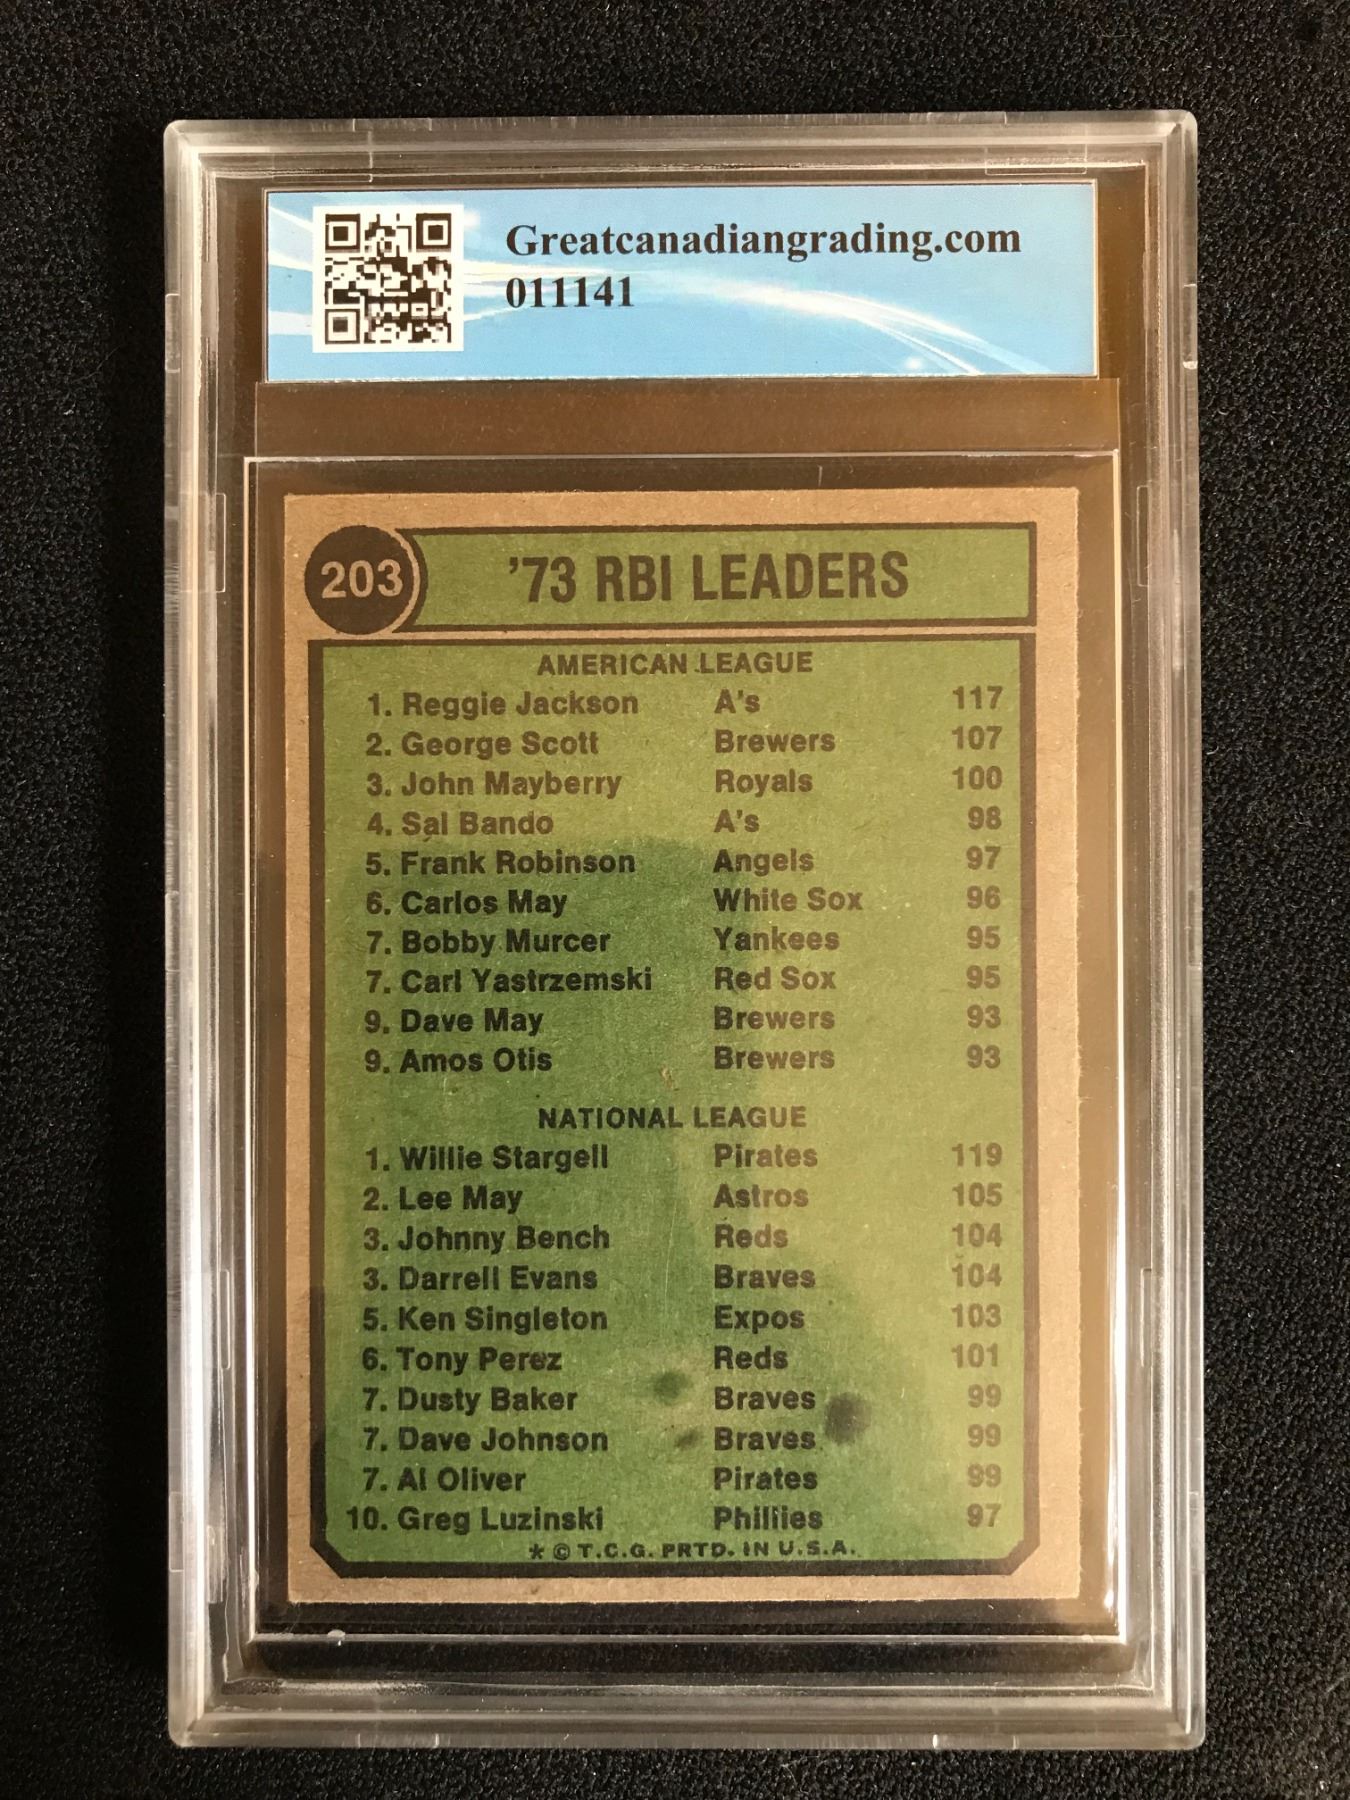 Greatcanadiangrading.com
011141
203 '73 RBI LEADERS
AMERICAN LEAGUE
1. Reggie Jackson A's 117
2. George Scott Brewers 107
3. John Mayberry Royals 100
4. Sal Bando A's 98
5. Frank Robinson Angels 97
6. Carlos May White Sox 96
7. Bobby Murcer Yankees 95
7. Carl Yastrzemski Red Sox 95
9. Dave May Brewers 93
9. Amos Otis Brewers 93
NATIONAL LEAGUE
1. Willie Stargell Pirates 119
2. Lee May Astros 105
3. Johnny Bench Reds 104
3. Darrell Evans Braves 104
5. Ken Singleton Expos 103
6. Tony Perez Reds 101
7. Dusty Baker Braves 99
7. Dave Johnson Braves 99
7. Al Oliver Pirates 99
10. Greg Luzinski Phillies 97
* © T.C.G. PRTD. IN U.S.A.